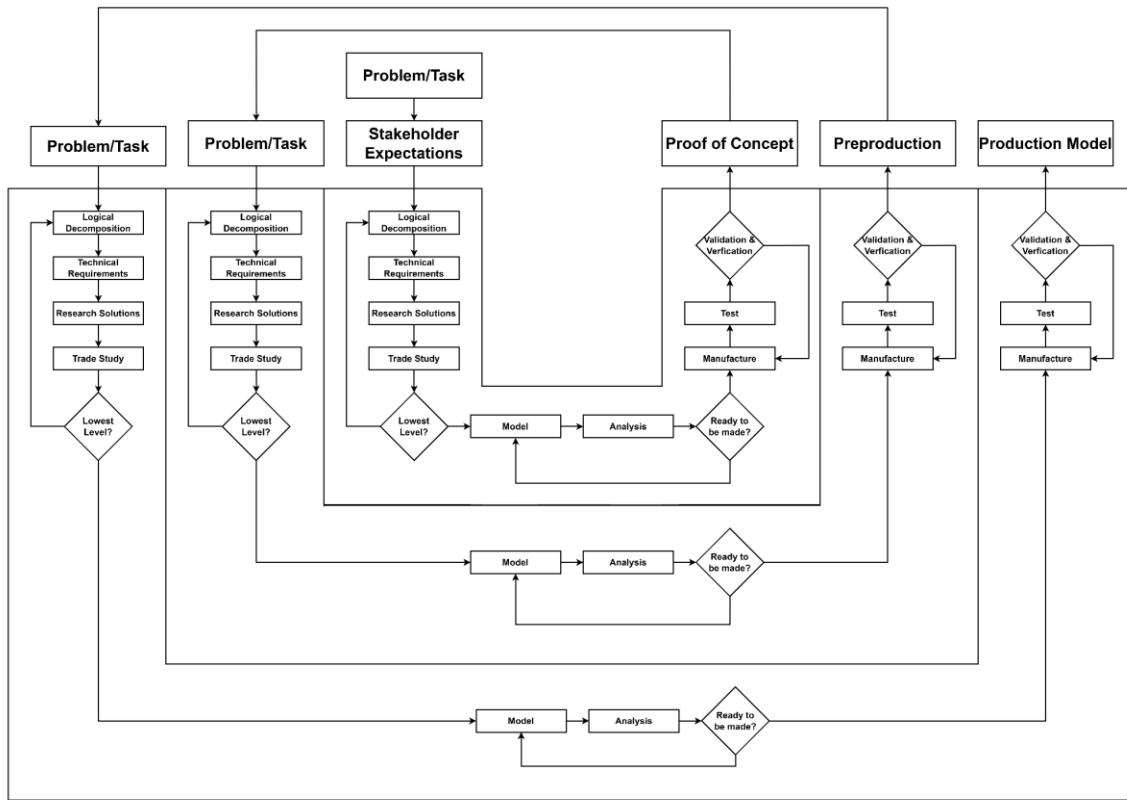 Problem/Task
Problem/Task
Problem/Task
Stakeholder
Expectations
Proof of Concept
Preproduction
Production Model
Logical
Decomposition
Logical
Decomposition
Logical
Decomposition
Validation &
Verfication
Validation &
Verfication
Validation &
Verfication
Technical
Requirements
Technical
Requirements
Technical
Requirements
Research Solutions
Research Solutions
Research Solutions
Test
Test
Test
Trade Study
Trade Study
Trade Study
Manufacture
Manufacture
Manufacture
Lowest
Level?
Lowest
Level?
Lowest
Level?
Model
Analysis
Ready to
be made?
Model
Analysis
Ready to
be made?
Model
Analysis
Ready to
be made?